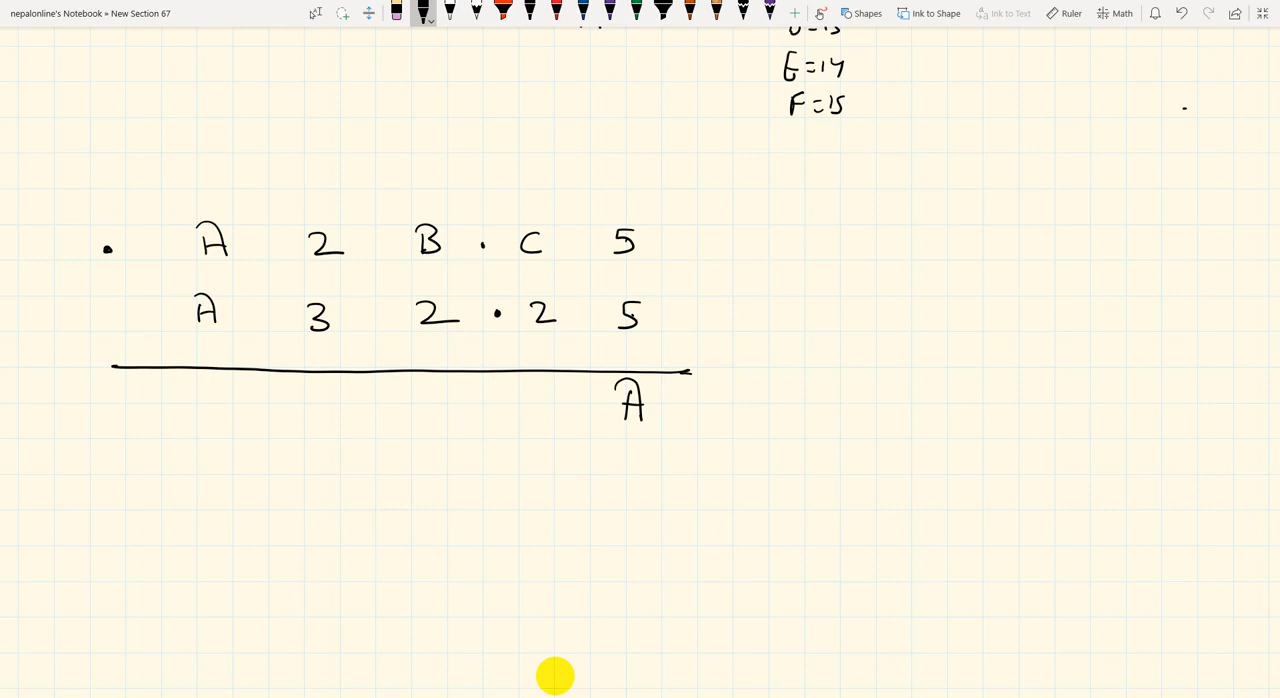 nepalonline's Notebook » New Section 67
Shapes Ink to Shape Ink to Text Ruler Math
E=14
F=15
. A 2 B . C 5
A 3 2 . 2 5
A